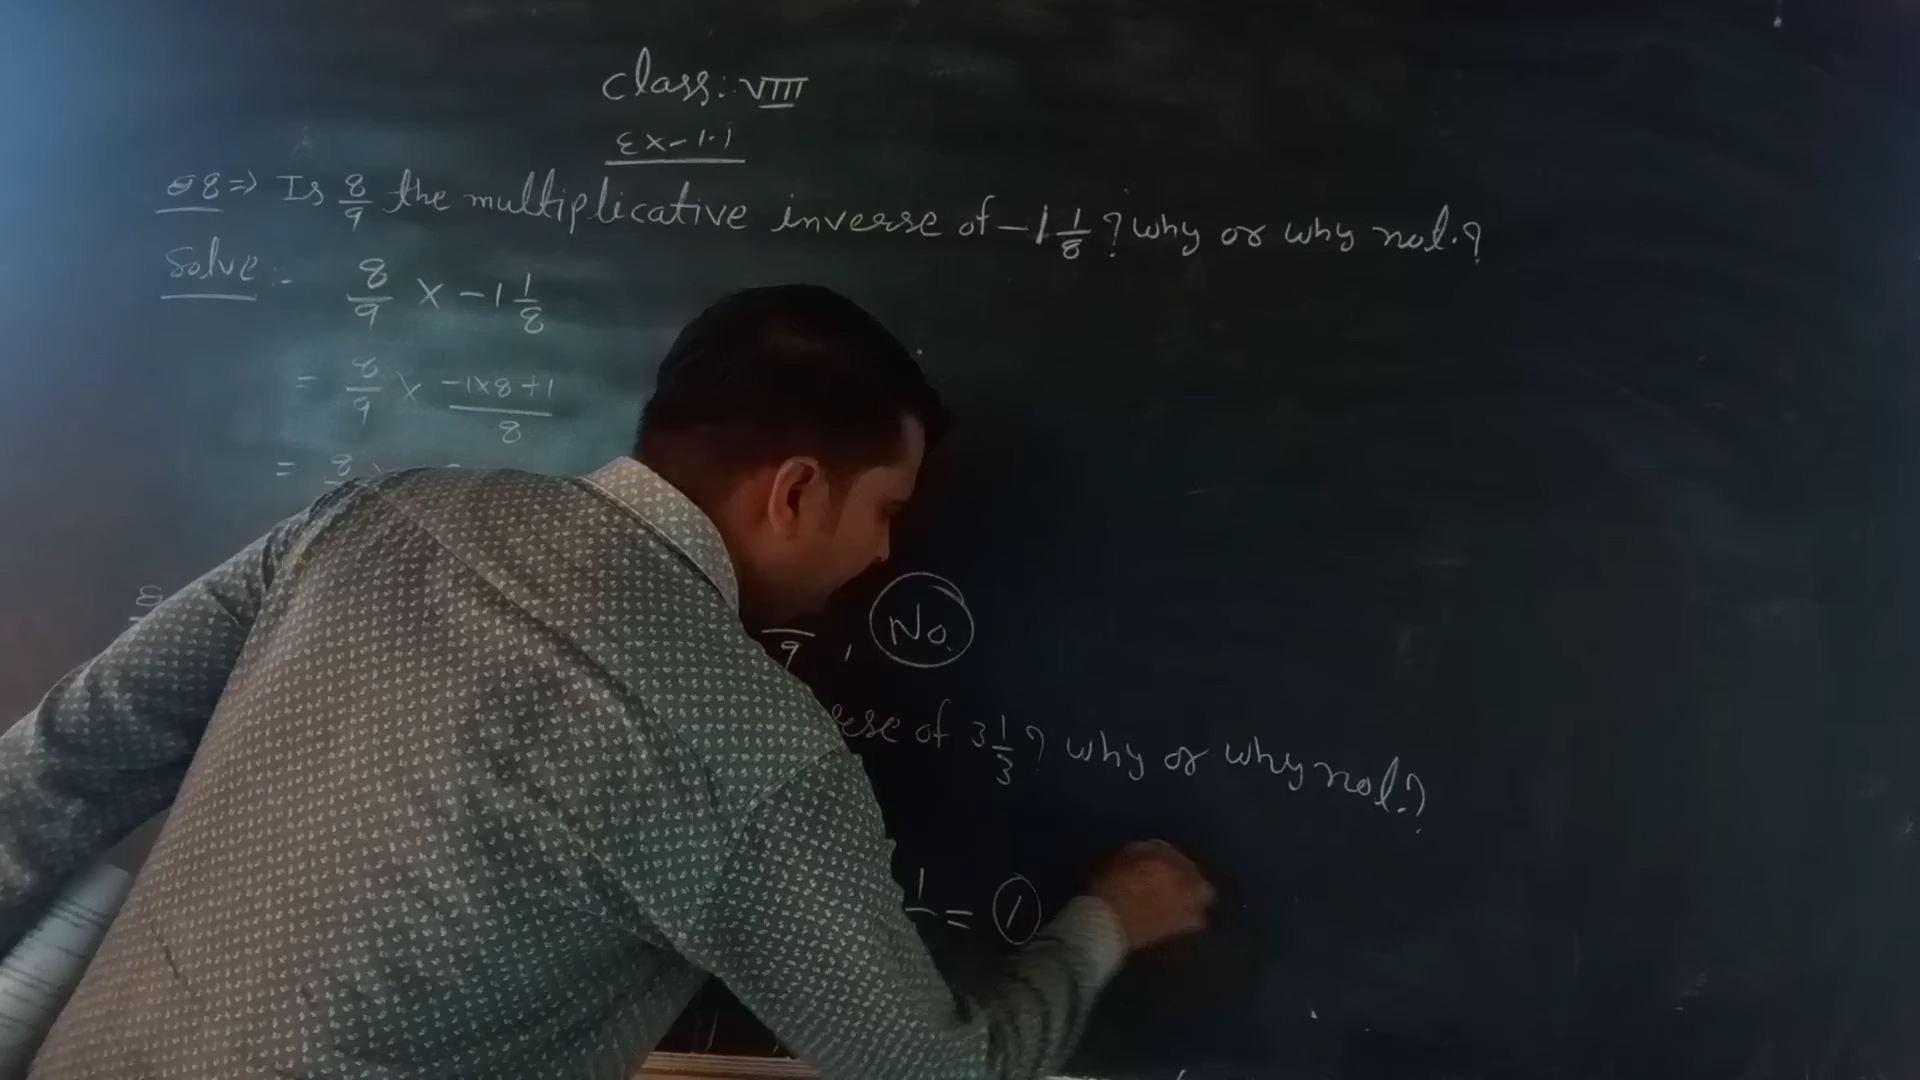 Class: VIII
Ex-1.1
Q8⇒ Is 8/9 the multiplicative inverse of -1 1/8? why or why not.?
Solve:- 8/9 × -1 1/8
= 8/9 × -1×8+1/8
= 8
9, No.
of 3 1/3? why or why not.?
1 = 1